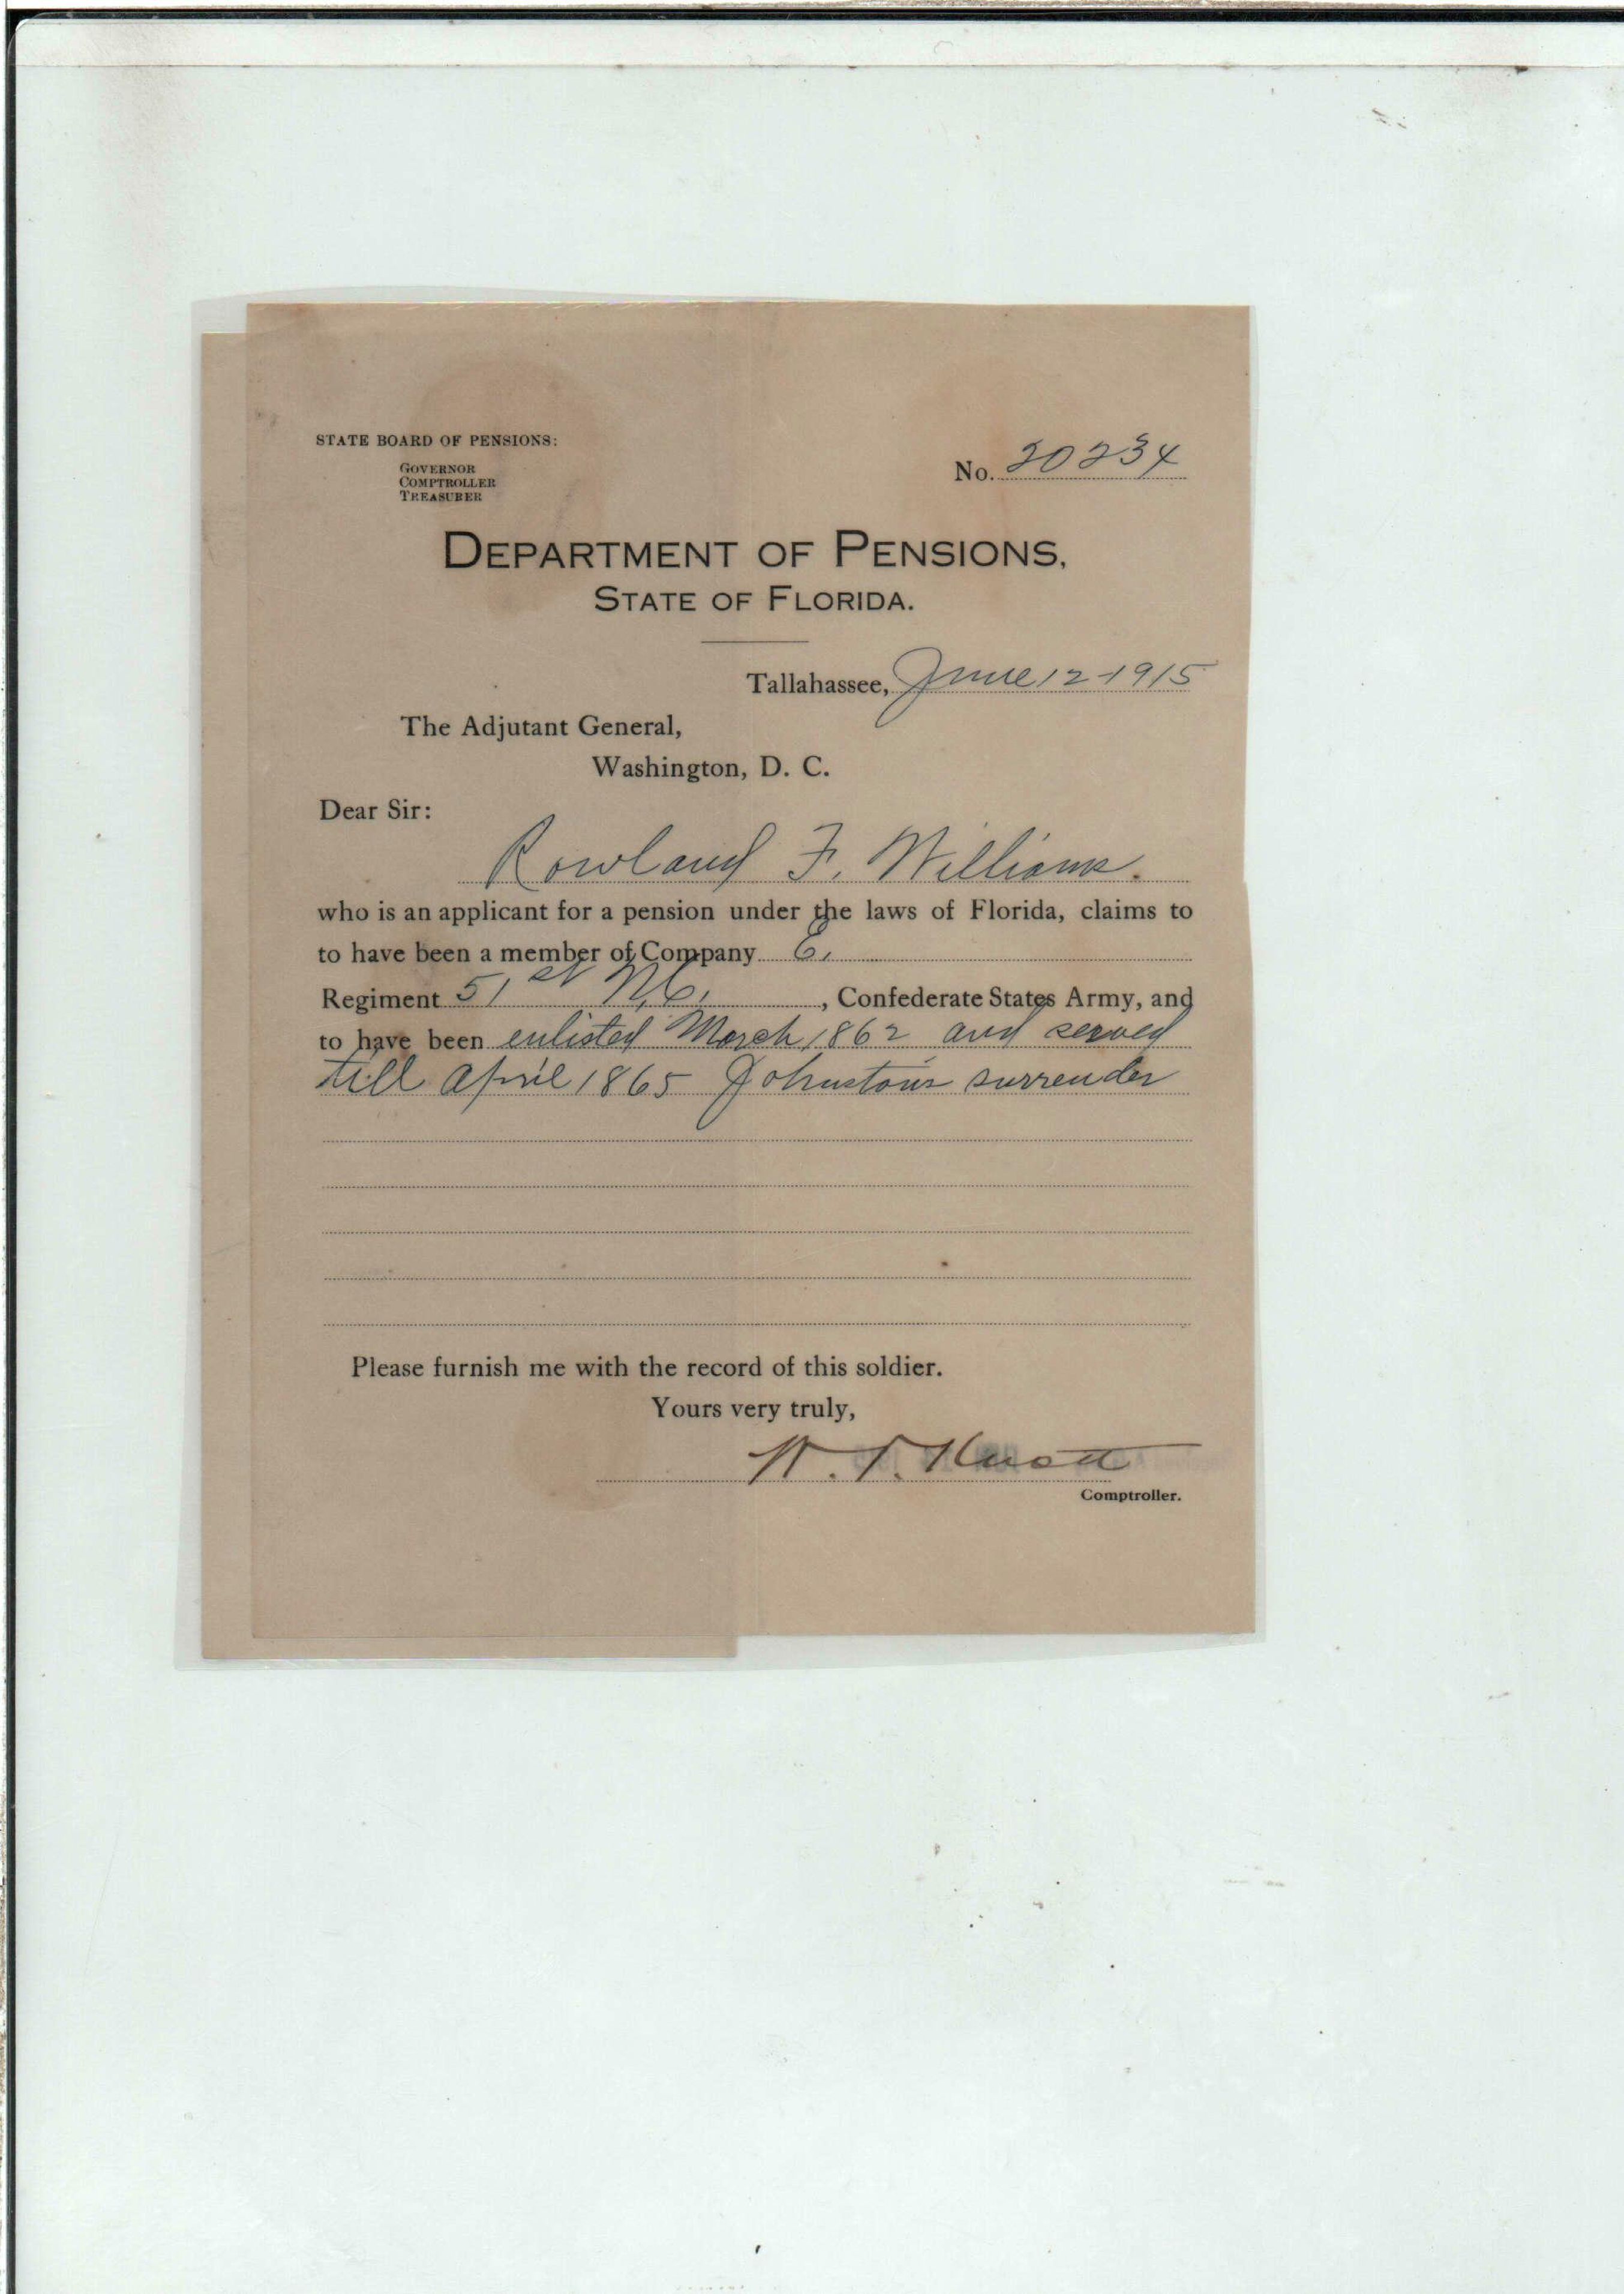 STATE BOARD OF PENSIONS:
GOVERNOR
COMPTROLLER
TREASURER
No. 20234
DEPARTMENT OF PENSIONS,
STATE OF FLORIDA.
Tallahassee, June 12-1915
The Adjutant General,
Washington, D. C.
Dear Sir:
Rowland F. Williams.
who is an applicant for a pension under the laws of Florida, claims to
to have been a member of Company E,
Regiment 51st N,C, , Confederate States Army, and
to have been enlisted March 1862 and served
till April 1865 Johnston's surrender
Please furnish me with the record of this soldier.
Yours very truly,
W. V. Knott
Comptroller.